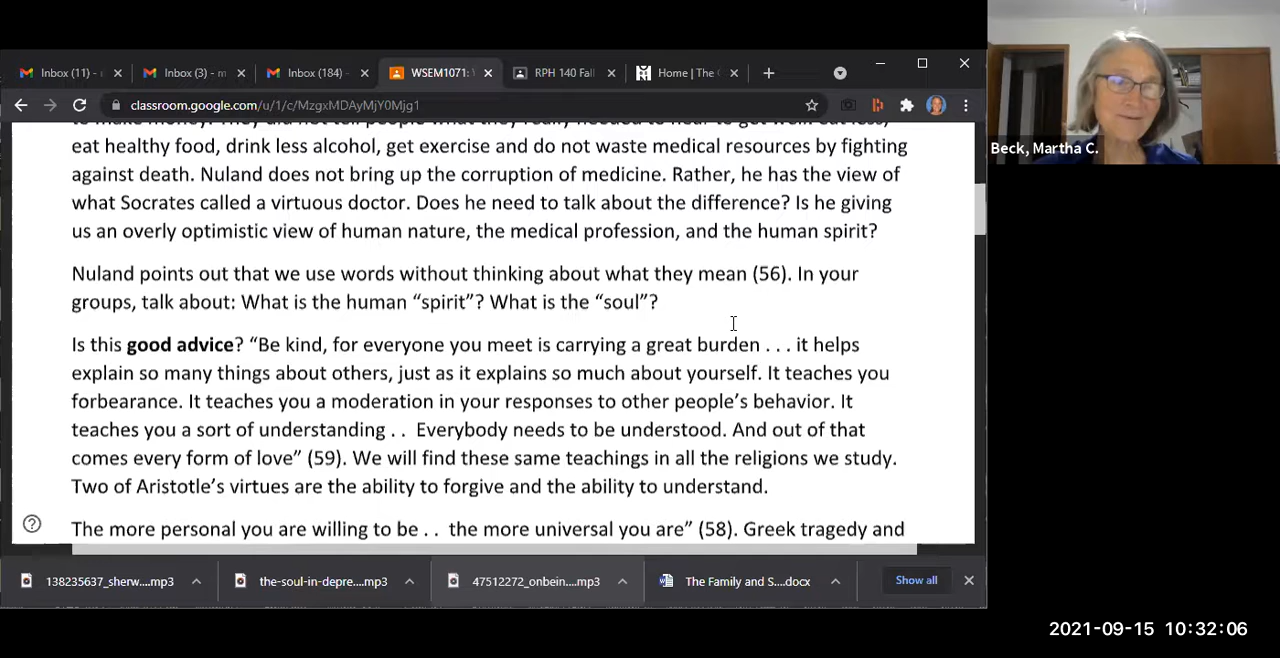 Inbox (11) -
Inbox (3) - m
Inbox (184) -
WSEM1071:
RPH 140 Fall
Home | The
classroom.google.com/u/1/c/MzgxMDAyMjY0Mjg1
eat healthy food, drink less alcohol, get exercise and do not waste medical resources by fighting
against death. Nuland does not bring up the corruption of medicine. Rather, he has the view of
what Socrates called a virtuous doctor. Does he need to talk about the difference? Is he giving
us an overly optimistic view of human nature, the medical profession, and the human spirit?
Nuland points out that we use words without thinking about what they mean (56). In your
groups, talk about: What is the human “spirit”? What is the “soul”?
Is this good advice? “Be kind, for everyone you meet is carrying a great burden . . . it helps
explain so many things about others, just as it explains so much about yourself. It teaches you
forbearance. It teaches you a moderation in your responses to other people’s behavior. It
teaches you a sort of understanding . . Everybody needs to be understood. And out of that
comes every form of love” (59). We will find these same teachings in all the religions we study.
Two of Aristotle’s virtues are the ability to forgive and the ability to understand.
The more personal you are willing to be . . the more universal you are” (58). Greek tragedy and
138235637_sherw....mp3
the-soul-in-depre....mp3
47512272_onbein....mp3
The Family and S....docx
Show all
Beck, Martha C.
2021-09-15 10:32:06